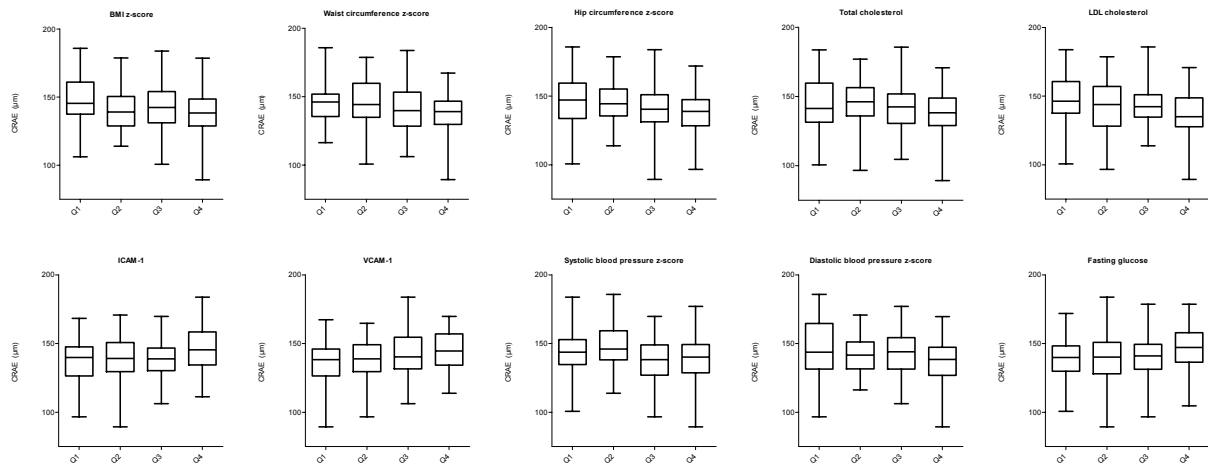 BMI z-score
200
150
100
CRAE (µm)
Q1
Q2
Q3
Q4
Waist circumference z-score
200
150
100
CRAE (µm)
Q1
Q2
Q3
Q4
Hip circumference z-score
200
150
100
CRAE (µm)
Q1
Q2
Q3
Q4
Total cholesterol
200
150
100
CRAE (µm)
Q1
Q2
Q3
Q4
LDL cholesterol
200
150
100
CRAE (µm)
Q1
Q2
Q3
Q4
ICAM-1
200
150
100
CRAE (µm)
Q1
Q2
Q3
Q4
VCAM-1
200
150
100
CRAE (µm)
Q1
Q2
Q3
Q4
Systolic blood pressure z-score
200
150
100
CRAE (µm)
Q1
Q2
Q3
Q4
Diastolic blood pressure z-score
200
150
100
CRAE (µm)
Q1
Q2
Q3
Q4
Fasting glucose
200
150
100
CRAE (µm)
Q1
Q2
Q3
Q4